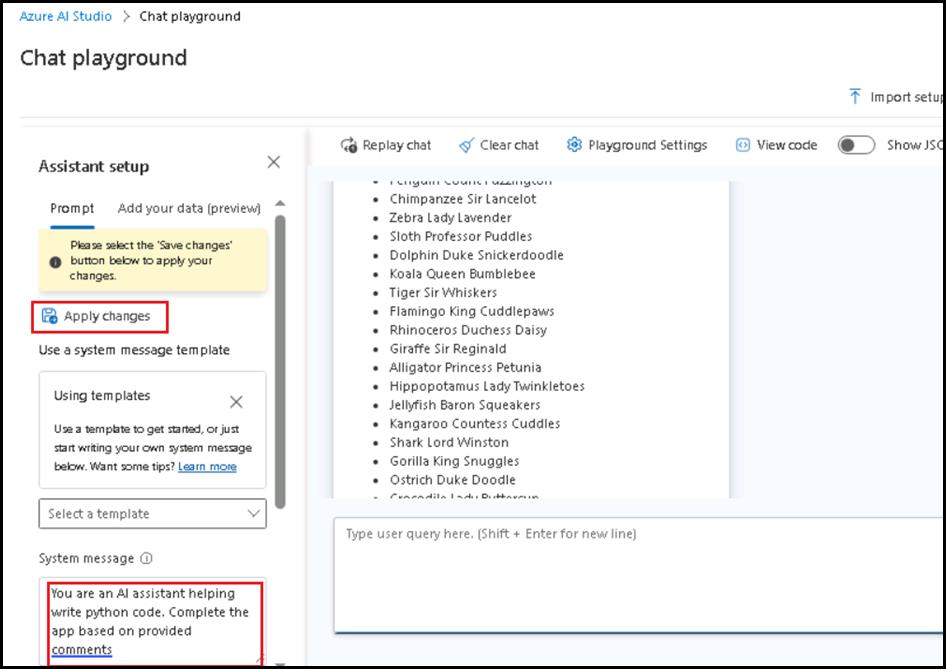 Azure AI Studio > Chat playground
Chat playground
Import setup
Assistant setup
Prompt Add your data (preview)
Please select the 'Save changes'
button below to apply your
changes.
Apply changes
Use a system message template
Using templates
Use a template to get started, or just
start writing your own system message
below. Want some tips? Learn more
Select a template
System message
You are an AI assistant helping
write python code. Complete the
app based on provided
comments
Replay chat Clear chat Playground Settings View code Show JSO
• Penguin Count Fuzzington
• Chimpanzee Sir Lancelot
• Zebra Lady Lavender
• Sloth Professor Puddles
• Dolphin Duke Snickerdoodle
• Koala Queen Bumblebee
• Tiger Sir Whiskers
• Flamingo King Cuddlepaws
• Rhinoceros Duchess Daisy
• Giraffe Sir Reginald
• Alligator Princess Petunia
• Hippopotamus Lady Twinkletoes
• Jellyfish Baron Squeakers
• Kangaroo Countess Cuddles
• Shark Lord Winston
• Gorilla King Snuggles
• Ostrich Duke Doodle
• Crocodile Lady Buttercup
Type user query here. (Shift + Enter for new line)